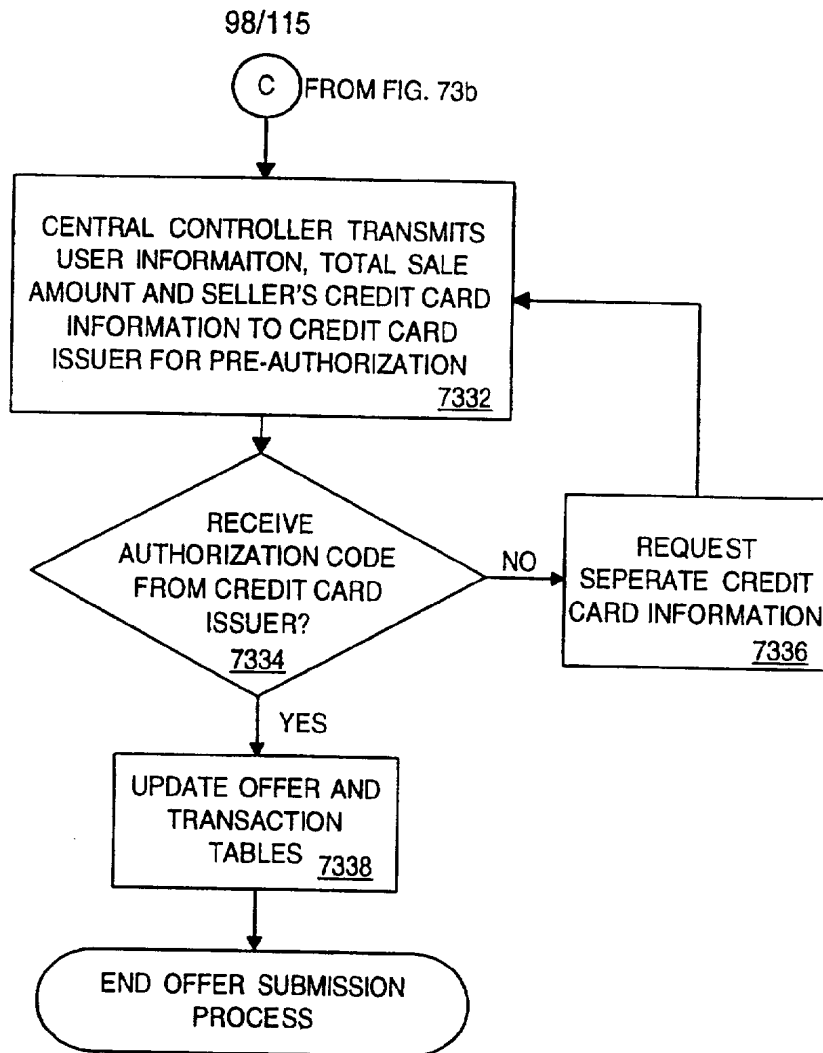 98/115
C FROM FIG. 73b
CENTRAL CONTROLLER TRANSMITS
USER INFORMAITON, TOTAL SALE
AMOUNT AND SELLER'S CREDIT CARD
INFORMATION TO CREDIT CARD
ISSUER FOR PRE-AUTHORIZATION
7332
RECEIVE
AUTHORIZATION CODE
FROM CREDIT CARD
ISSUER?
7334
NO
REQUEST
SEPERATE CREDIT
CARD INFORMATION
7336
YES
UPDATE OFFER AND
TRANSACTION
TABLES
7338
END OFFER SUBMISSION
PROCESS